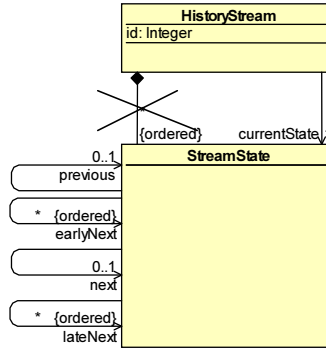 HistoryStream
id: Integer
*
{ordered} currentState
StreamState
0..1
previous
* {ordered}
earlyNext
0..1
next
* {ordered}
lateNext